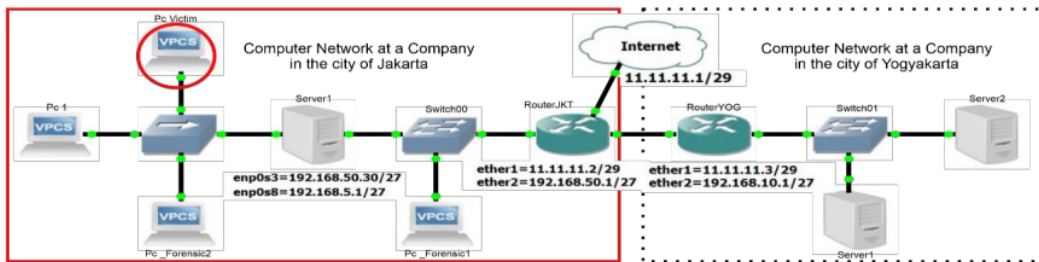 Pc Victim
VPCS
Computer Network at a Company
in the city of Jakarta
Internet
11.11.11.1/29
Computer Network at a Company
in the city of Yogyakarta
Pc 1
VPCS
Server1
Switch00
RouterJKT
RouterYOG
Switch01
Server2
enp0s3=192.168.50.30/27
enp0s8=192.168.5.1/27
ether1=11.11.11.2/29
ether2=192.168.50.1/27
ether1=11.11.11.3/29
ether2=192.168.10.1/27
VPCS
Pc _Forensic2
VPCS
Pc _Forensic1
Server1